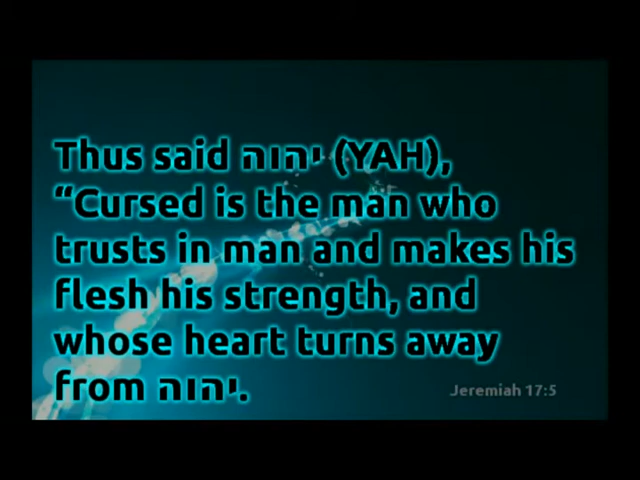 Thus said יהוה (YAH),
“Cursed is the man who
trusts in man and makes his
flesh his strength, and
whose heart turns away
from יהוה.
Jeremiah 17:5